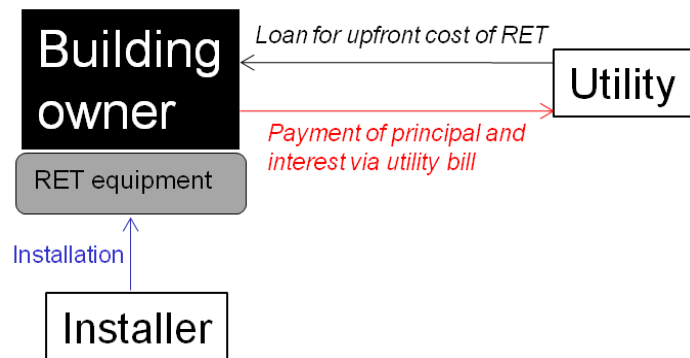 Building
owner
Loan for upfront cost of RET
Utility
Payment of principal and
interest via utility bill
RET equipment
Installation
Installer